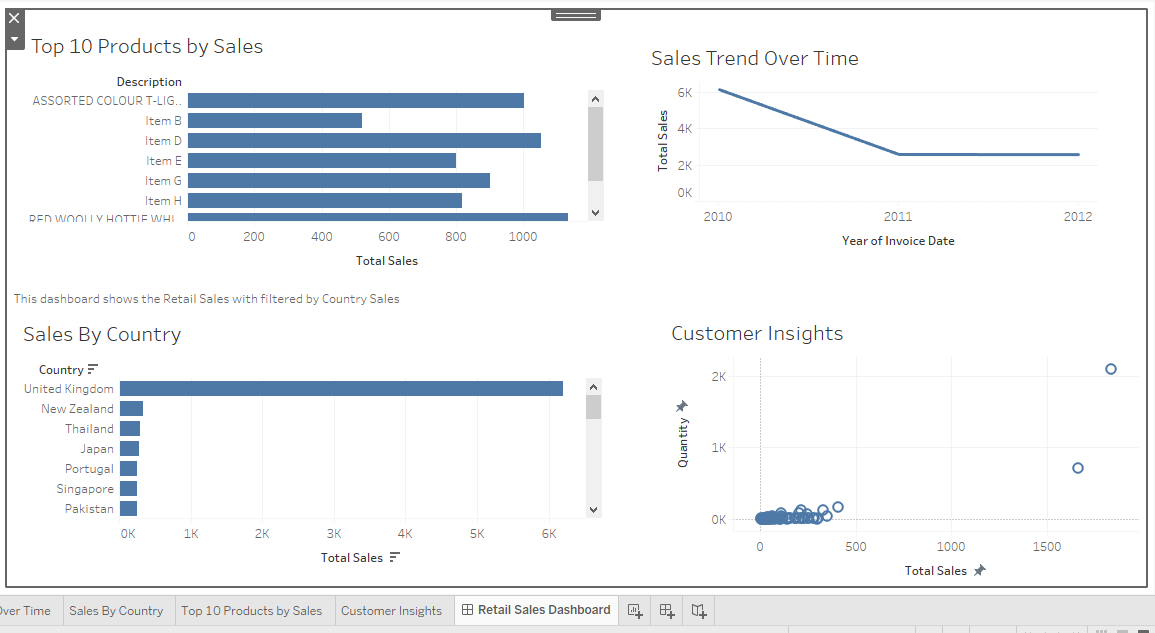 Top 10 Products by Sales
Description
ASSORTED COLOUR T-LIG..
Item B
Item D
Item E
Item G
Item H
RED WOOLLY HOTTIE WHI..
0 200 400 600 800 1000
Total Sales
Sales Trend Over Time
Total Sales
6K
4K
2K
0K
2010 2011 2012
Year of Invoice Date
This dashboard shows the Retail Sales with filtered by Country Sales
Sales By Country
Country
United Kingdom
New Zealand
Thailand
Japan
Portugal
Singapore
Pakistan
0K 1K 2K 3K 4K 5K 6K
Total Sales
Customer Insights
Quantity
2K
1K
0K
0 500 1000 1500
Total Sales
Over Time Sales By Country Top 10 Products by Sales Customer Insights Retail Sales Dashboard